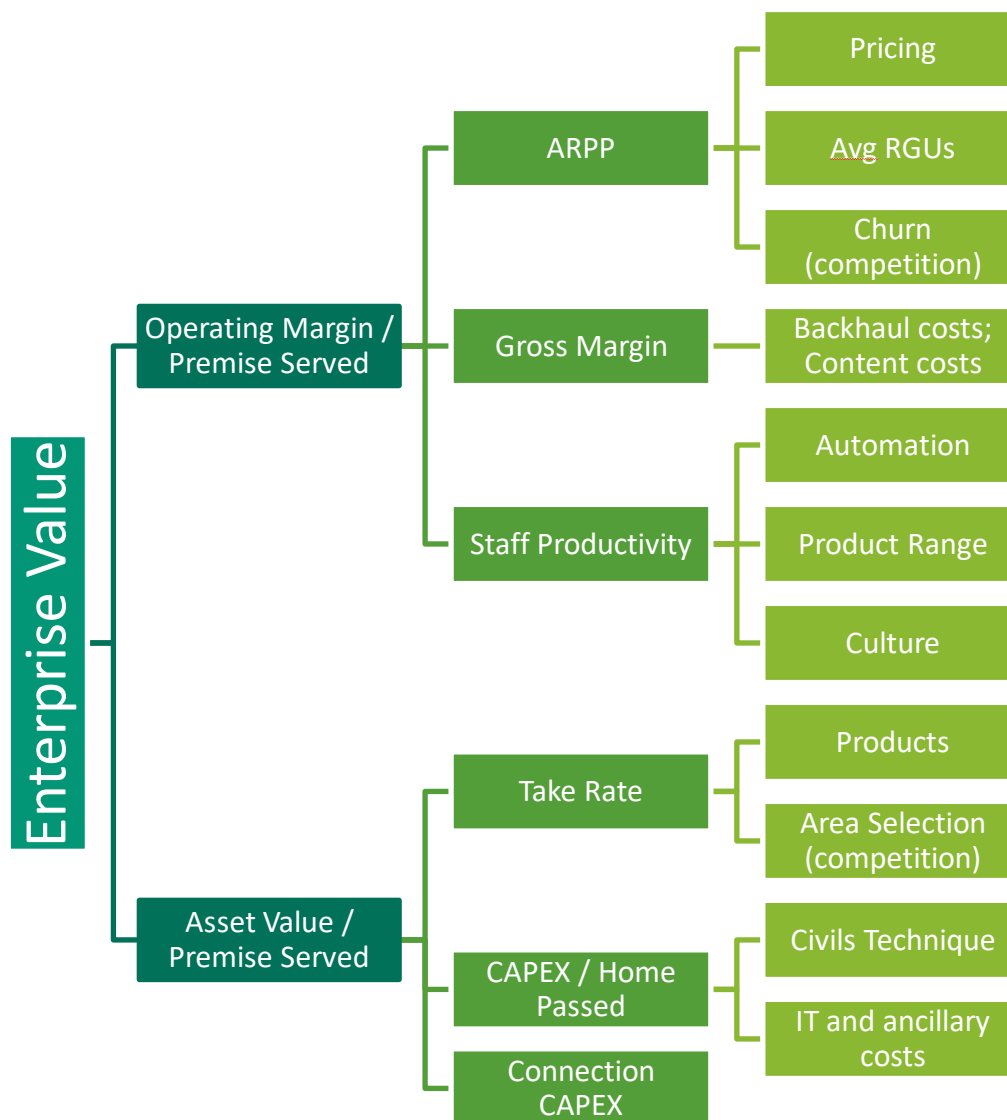 Enterprise Value
Operating Margin /
Premise Served
ARPP
Pricing
Avg RGUs
Churn
(competition)
Gross Margin
Backhaul costs;
Content costs
Staff Productivity
Automation
Product Range
Culture
Asset Value /
Premise Served
Take Rate
Products
Area Selection
(competition)
CAPEX / Home
Passed
Civils Technique
IT and ancillary
costs
Connection
CAPEX